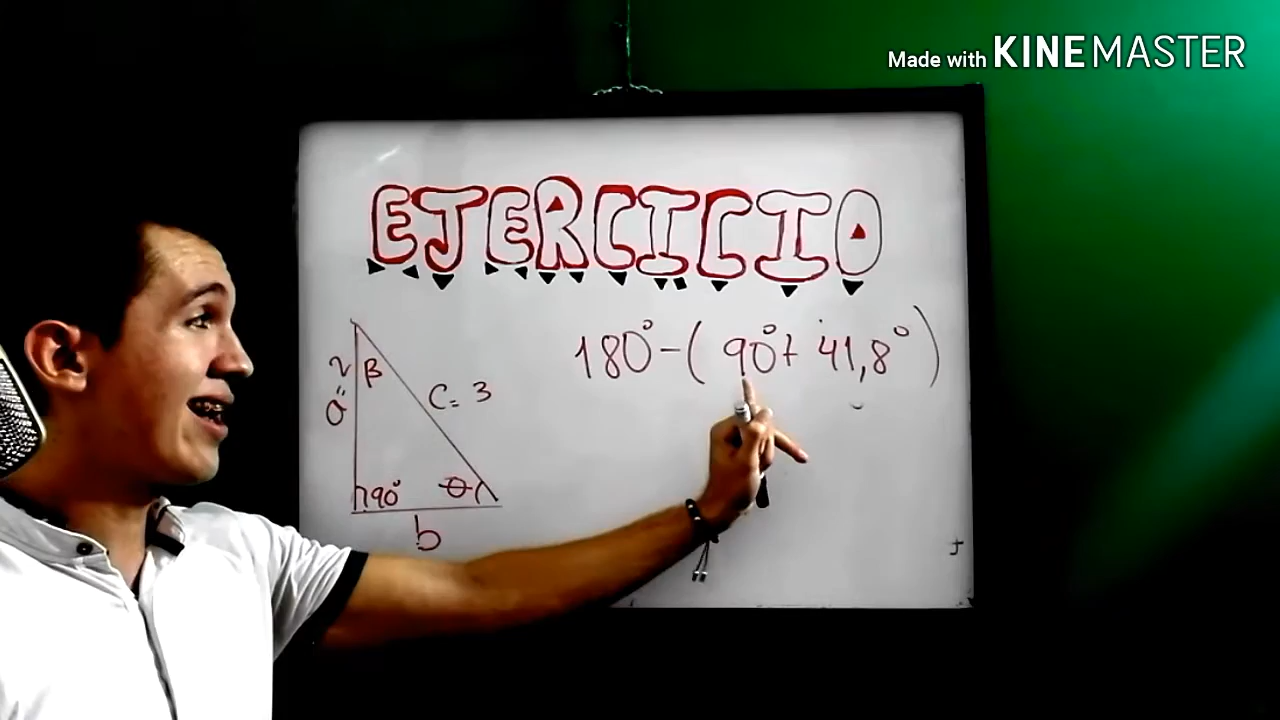 Made with KINEMASTER
EJERCICIO
180° - ( 90° + 41,8° )
a = 2
β
c = 3
90°
θ
b